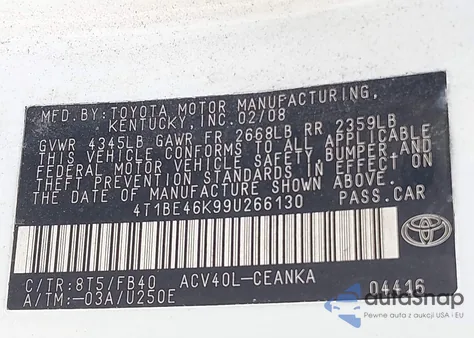 MFD.BY:TOYOTA MOTOR MANUFACTURING,
KENTUCKY, INC.02/08
GVWR 4345LB GAWR FR 2668LB RR 2359LB
THIS VEHICLE CONFORMS TO ALL APPLICABLE
FEDERAL MOTOR VEHICLE SAFETY,BUMPER AND
THEFT PREVENTION STANDARDS IN EFFECT ON
THE DATE OF MANUFACTURE SHOWN ABOVE.
4T1BE46K99U266130 PASS.CAR
C/TR:8T5/FB40 ACV40L-CEANKA
A/TM:-03A/U250E 04416
autoSnap
Pewne auta z aukcji USA i EU